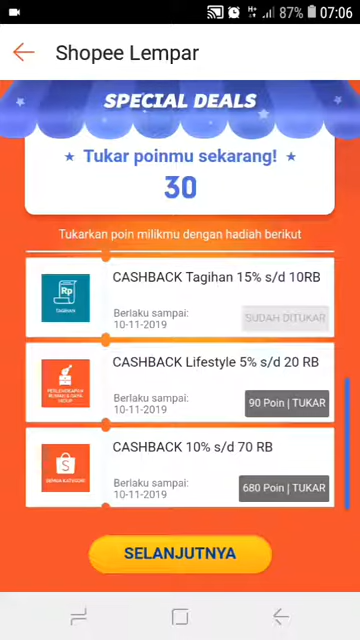 87% 07:06
Shopee Lempar
SPECIAL DEALS
Tukar poinmu sekarang!
30
Tukarkan poin milikmu dengan hadiah berikut
CASHBACK Tagihan 15% s/d 10RB
Rp
TAGIHAN
Berlaku sampai:
10-11-2019
SUDAH DITUKAR
CASHBACK Lifestyle 5% s/d 20 RB
Berlaku sampai:
10-11-2019
90 Poin | TUKAR
CASHBACK 10% s/d 70 RB
S
SEMUA KATEGORI
Berlaku sampai:
10-11-2019
680 Poin | TUKAR
SELANJUTNYA